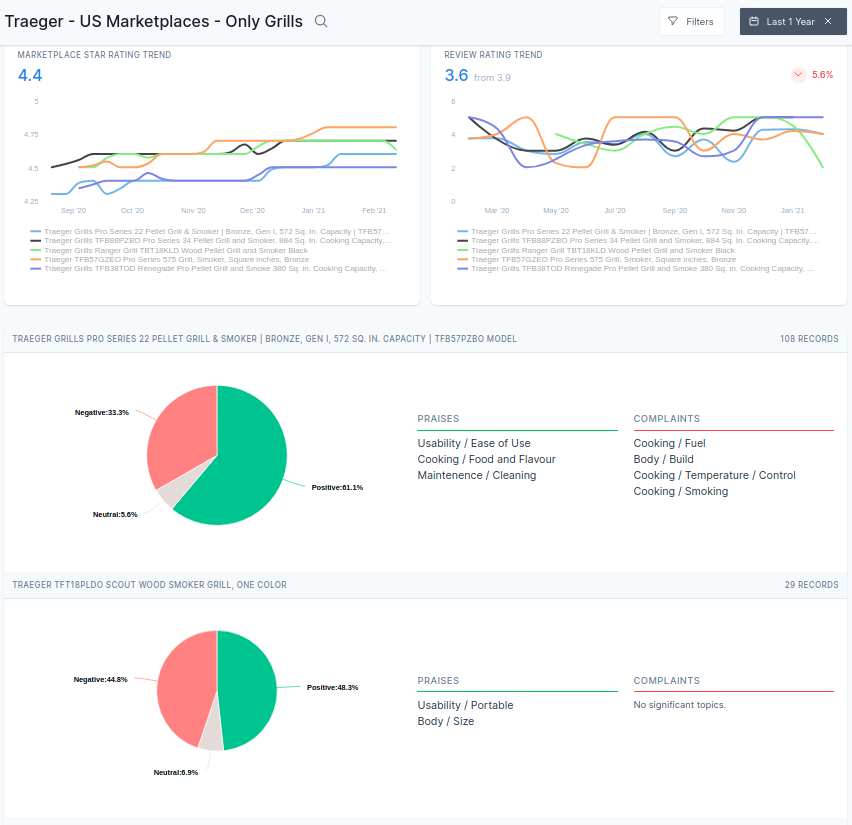 Traeger - US Marketplaces - Only Grills
Filters
Last 1 Year
MARKETPLACE STAR RATING TREND
4.4
5
4.75
4.5
4.25
Sep '20 Oct '20 Nov '20 Dec '20 Jan '21 Feb '21
Traeger Grills Pro Series 22 Pellet Grill & Smoker | Bronze, Gen I, 572 Sq. In. Capacity | TFB57...
Traeger Grills TFB88PZBO Pro Series 34 Pellet Grill and Smoker, 884 Sq. In. Cooking Capacity,...
Traeger Grills Ranger Grill TBT18KLD Wood Pellet Grill and Smoker Black
Traeger TFB57GZEO Pro Series 575 Grill, Smoker, Square inches, Bronze
Traeger Grills TFB38TOD Renegade Pro Pellet Grill and Smoke 380 Sq. in. Cooking Capacity, ...
REVIEW RATING TREND
3.6 from 3.9
5.6%
6
4
2
0
Mar '20 May '20 Jul '20 Sep '20 Nov '20 Jan '21
Traeger Grills Pro Series 22 Pellet Grill & Smoker | Bronze, Gen I, 572 Sq. In. Capacity | TFB57...
Traeger Grills TFB88PZBO Pro Series 34 Pellet Grill and Smoker, 884 Sq. In. Cooking Capacity,...
Traeger Grills Ranger Grill TBT18KLD Wood Pellet Grill and Smoker Black
Traeger TFB57GZEO Pro Series 575 Grill, Smoker, Square inches, Bronze
Traeger Grills TFB38TOD Renegade Pro Pellet Grill and Smoke 380 Sq. in. Cooking Capacity, ...
TRAEGER GRILLS PRO SERIES 22 PELLET GRILL & SMOKER | BRONZE, GEN I, 572 SQ. IN. CAPACITY | TFB57PZBO MODEL
108 RECORDS
Negative:33.3%
Positive:61.1%
Neutral:5.6%
PRAISES
Usability / Ease of Use
Cooking / Food and Flavour
Maintenence / Cleaning
COMPLAINTS
Cooking / Fuel
Body / Build
Cooking / Temperature / Control
Cooking / Smoking
TRAEGER TFT18PLDO SCOUT WOOD SMOKER GRILL, ONE COLOR
29 RECORDS
Negative:44.8%
Positive:48.3%
Neutral:6.9%
PRAISES
Usability / Portable
Body / Size
COMPLAINTS
No significant topics.